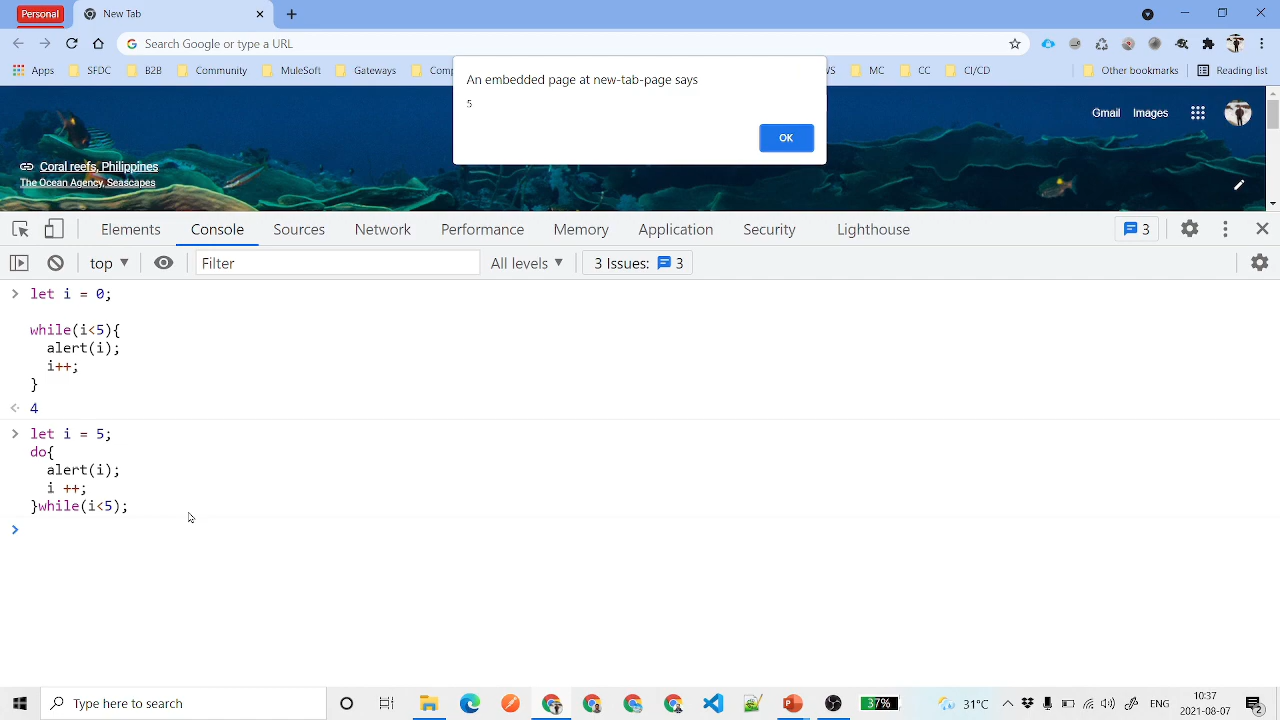 Personal
New Tab
Search Google or type a URL
Apps
SFDC
B2B
Community
MuleSoft
Gateways
MC
CC
CI/CD
Other bookmarks
Reading list
An embedded page at new-tab-page says
5
OK
Gmail
Images
Coral reefs, Philippines
The Ocean Agency, Seascapes
Elements
Console
Sources
Network
Performance
Memory
Application
Security
Lighthouse
3
top
Filter
All levels
3 Issues:
3
let i = 0;
while(i<5){
alert(i);
i++;
}
4
let i = 5;
do{
alert(i);
i ++;
}while(i<5);
Type here to search
37%
31°C
ENG
10:37
2021-08-07
2